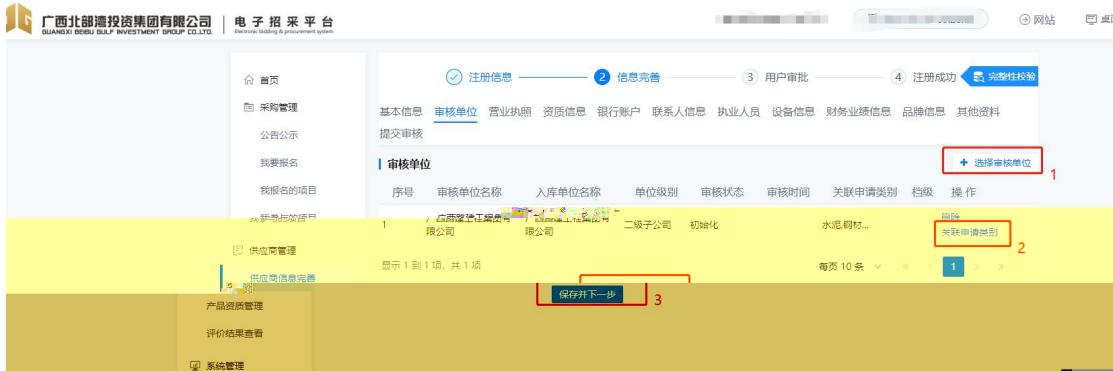 广西北部湾投资集团有限公司 电子招采平台
GUANGXI BEIBU GULF INVESTMENT GROUP CO.,LTD. Electronic bidding & procurement system
网站
首页
采购管理
公告公示
我要报名
我报名的项目
我参与的项目
供应商管理
供应商信息完善
产品资质管理
评价结果查看
系统管理
注册信息 2 信息完善 3 用户审批 4 注册成功 完整性校验
基本信息 审核单位 营业执照 资质信息 银行账户 联系人信息 执业人员 设备信息 财务业绩信息 品牌信息 其他资料
提交审核
审核单位
+ 选择审核单位
1
序号 审核单位名称 入库单位名称 单位级别 审核状态 审核时间 关联申请类别 档级 操作
1 限公司 限公司 二级子公司 初始化 水泥,钢材... 删除
关联申请类别
2
显示 1 到 1 项，共 1 项 每页 10 条 « < 1 > »
保存并下一步
3